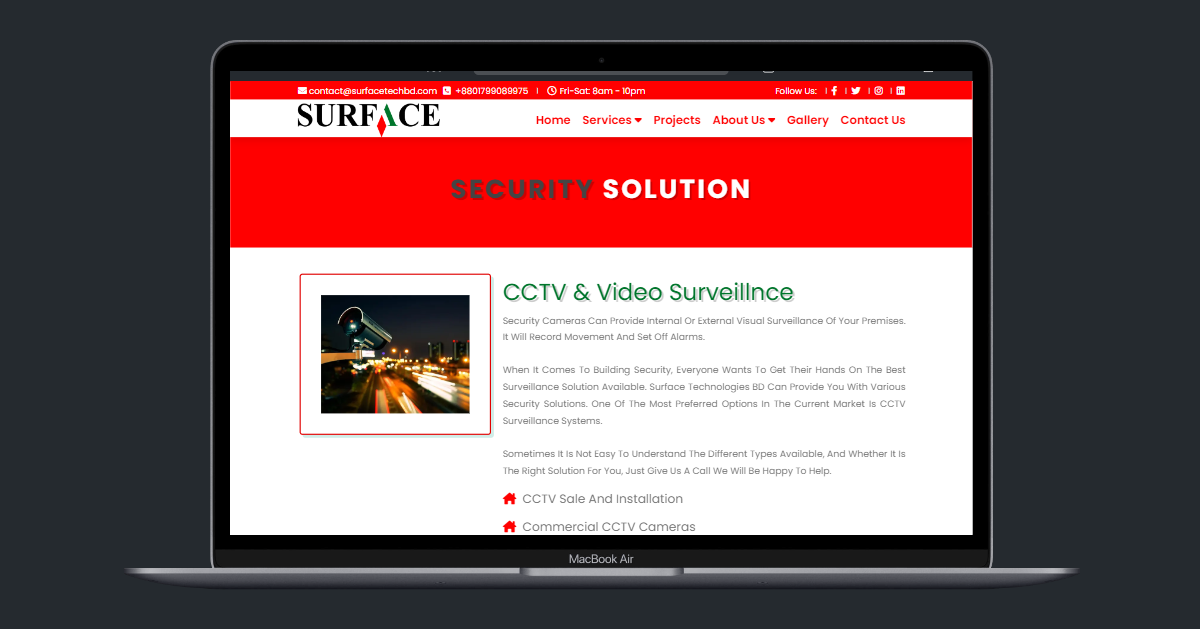 contact@surfacetechbd.com +8801799089975 | Fri-Sat: 8am - 10pm Follow Us: | | | |
SURFACE
Home Services Projects About Us Gallery Contact Us
SECURITY SOLUTION
CCTV & Video Surveillnce
Security Cameras Can Provide Internal Or External Visual Surveillance Of Your Premises.
It Will Record Movement And Set Off Alarms.
When It Comes To Building Security, Everyone Wants To Get Their Hands On The Best
Surveillance Solution Available. Surface Technologies BD Can Provide You With Various
Security Solutions. One Of The Most Preferred Options In The Current Market Is CCTV
Surveillance Systems.
Sometimes It Is Not Easy To Understand The Different Types Available, And Whether It Is
The Right Solution For You, Just Give Us A Call We Will Be Happy To Help.
CCTV Sale And Installation
Commercial CCTV Cameras
MacBook Air